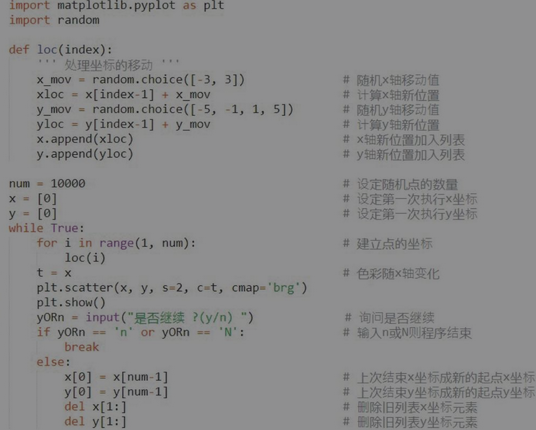 import matplotlib.pyplot as plt
import random

def loc(index):
    ''' 处理坐标的移动 '''
    x_mov = random.choice([-3, 3])                # 随机x轴移动值
    xloc = x[index-1] + x_mov                     # 计算x轴新位置
    y_mov = random.choice([-5, -1, 1, 5])         # 随机y轴移动值
    yloc = y[index-1] + y_mov                     # 计算y轴新位置
    x.append(xloc)                                # x轴新位置加入列表
    y.append(yloc)                                # y轴新位置加入列表

num = 10000                                       # 设定随机点的数量
x = [0]                                           # 设定第一次执行x坐标
y = [0]                                           # 设定第一次执行y坐标
while True:
    for i in range(1, num):                       # 建立点的坐标
        loc(i)
    t = x                                         # 色彩随x轴变化
    plt.scatter(x, y, s=2, c=t, cmap='brg')
    plt.show()
    yORn = input("是否继续 ?(y/n) ")              # 询问是否继续
    if yORn == 'n' or yORn == 'N':                # 输入n或N则程序结束
        break
    else:
        x[0] = x[num-1]                           # 上次结束x坐标成新的起点x坐标
        y[0] = y[num-1]                           # 上次结束y坐标成新的起点y坐标
        del x[1:]                                 # 删除旧列表x坐标元素
        del y[1:]                                 # 删除旧列表y坐标元素